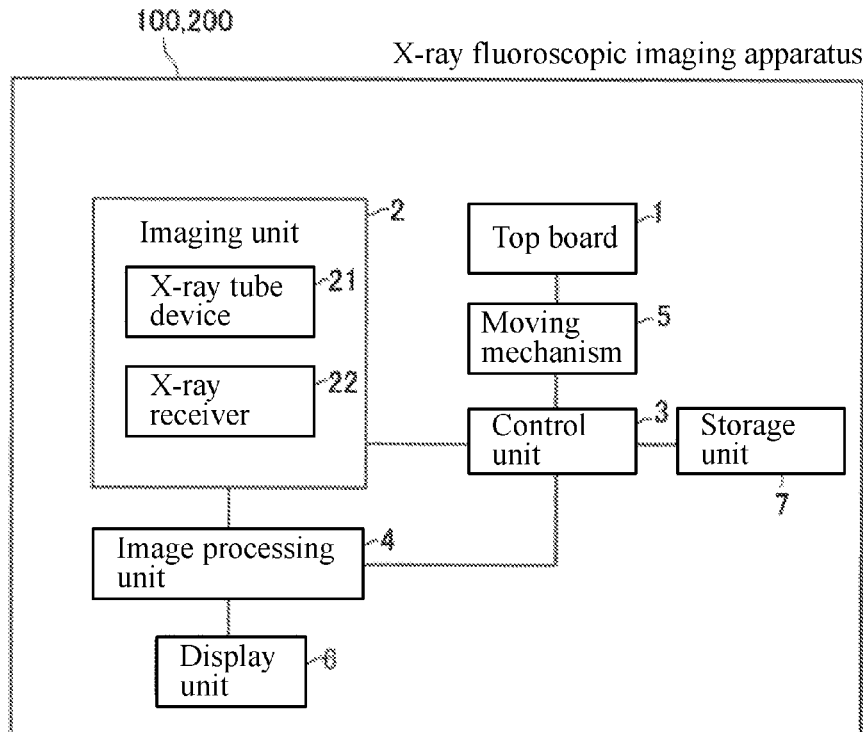 100,200
X-ray fluoroscopic imaging apparatus
2
Imaging unit
X-ray tube
device
21
X-ray
receiver
22
1
Top board
5
Moving
mechanism
3
Control
unit
Storage
unit
7
4
Image processing
unit
6
Display
unit